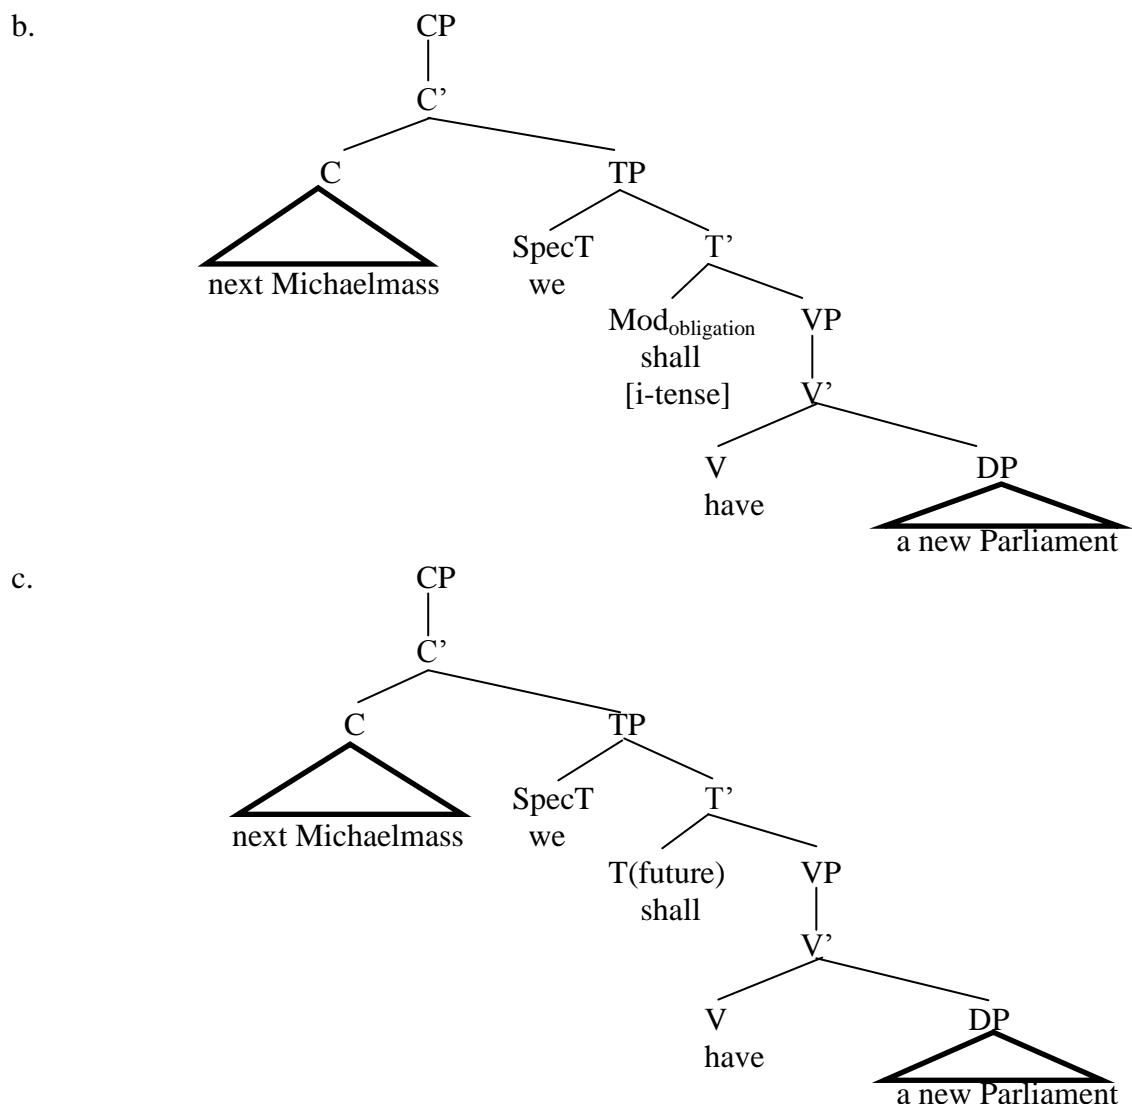 b.
CP
C’
C TP
SpecT T’
next Michaelmass we
Mod_obligation VP
shall
[i-tense] V’
V DP
have
a new Parliament
c.
CP
C’
C TP
SpecT T’
next Michaelmass we
T(future) VP
shall
V’
V DP
have
a new Parliament